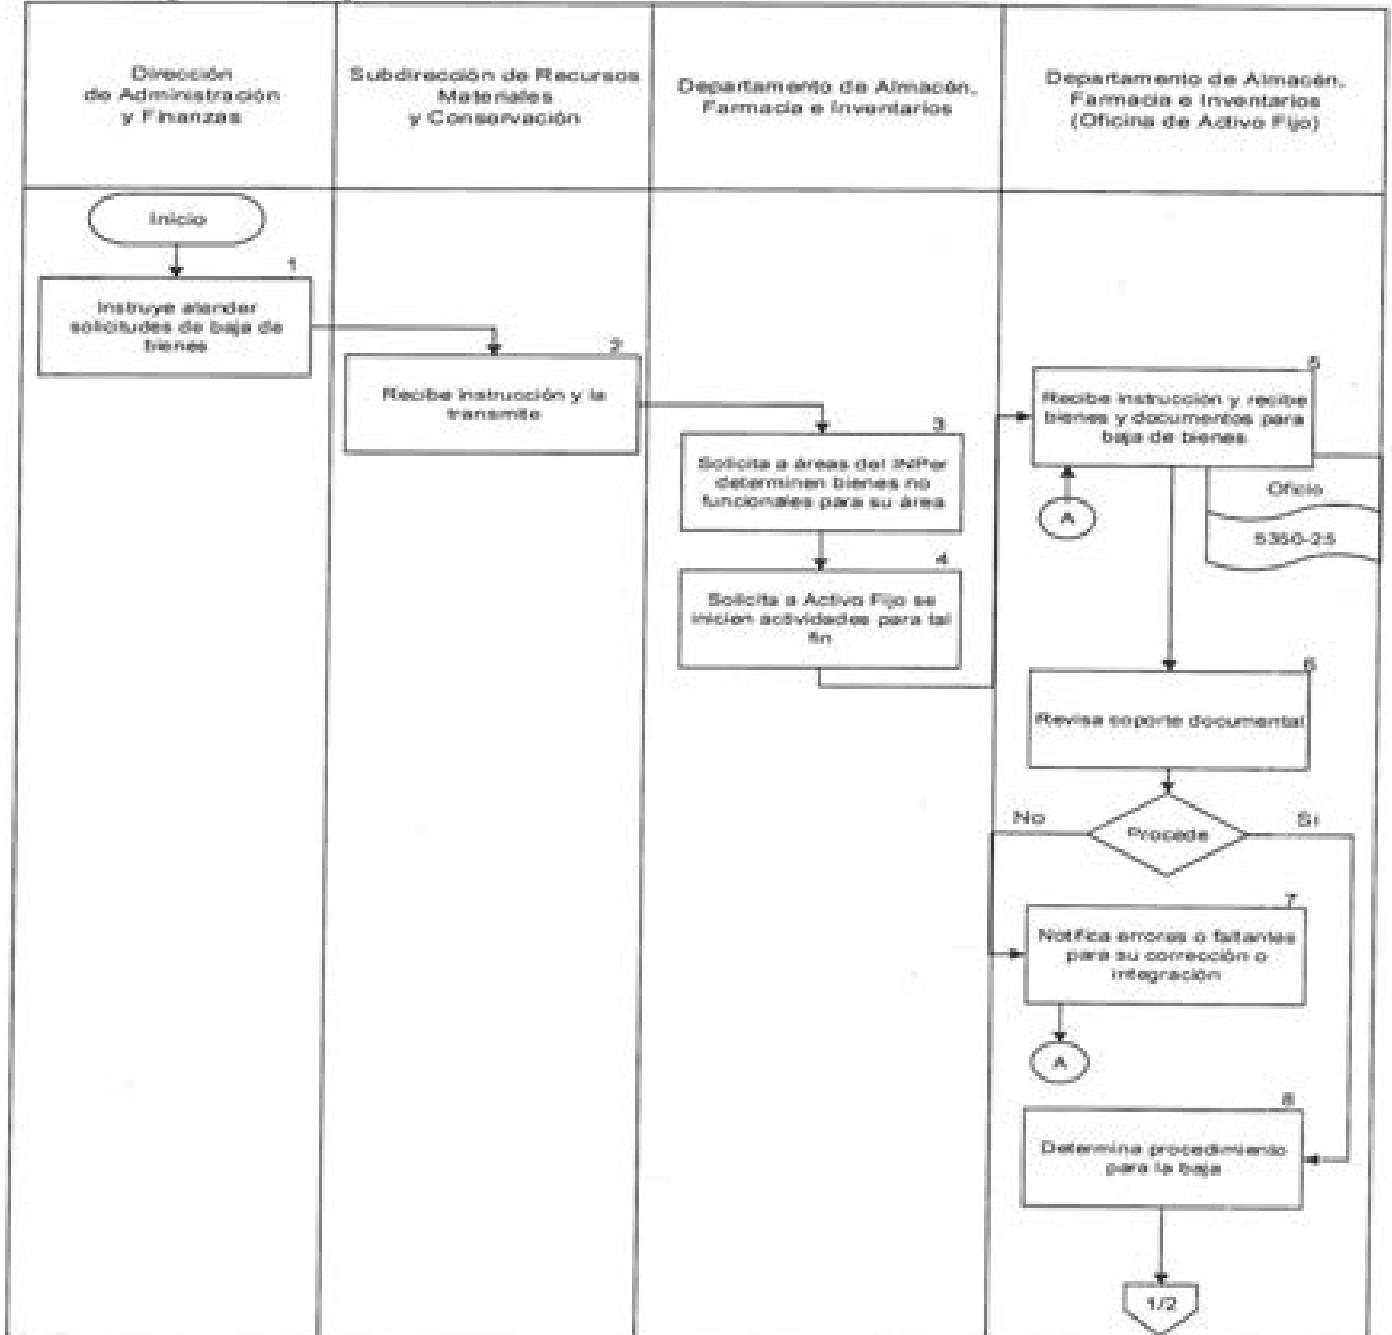 Dirección
de Administración
y Finanzas
Subdirección de Recursos
Materiales
y Conservación
Departamento de Almacén,
Farmacia e Inventarios
Departamento de Almacén,
Farmacia e Inventarios
(Oficina de Activo Fijo)
Inicio
1
Instruye atender
solicitudes de baja de
bienes
2
Recibe instrucción y la
transmite
3
Solicita a áreas del INPer
determinen bienes no
funcionales para su área
4
Solicita a Activo Fijo se
inicien actividades para tal
fin
5
Recibe instrucción y recibe
bienes y documentos para
baja de bienes
Oficio
5350-25
A
6
Revisa soporte documental
Procede
No
Si
7
Notifica errores o faltantes
para su corrección o
integración
A
8
Determina procedimiento
para la baja
1/2